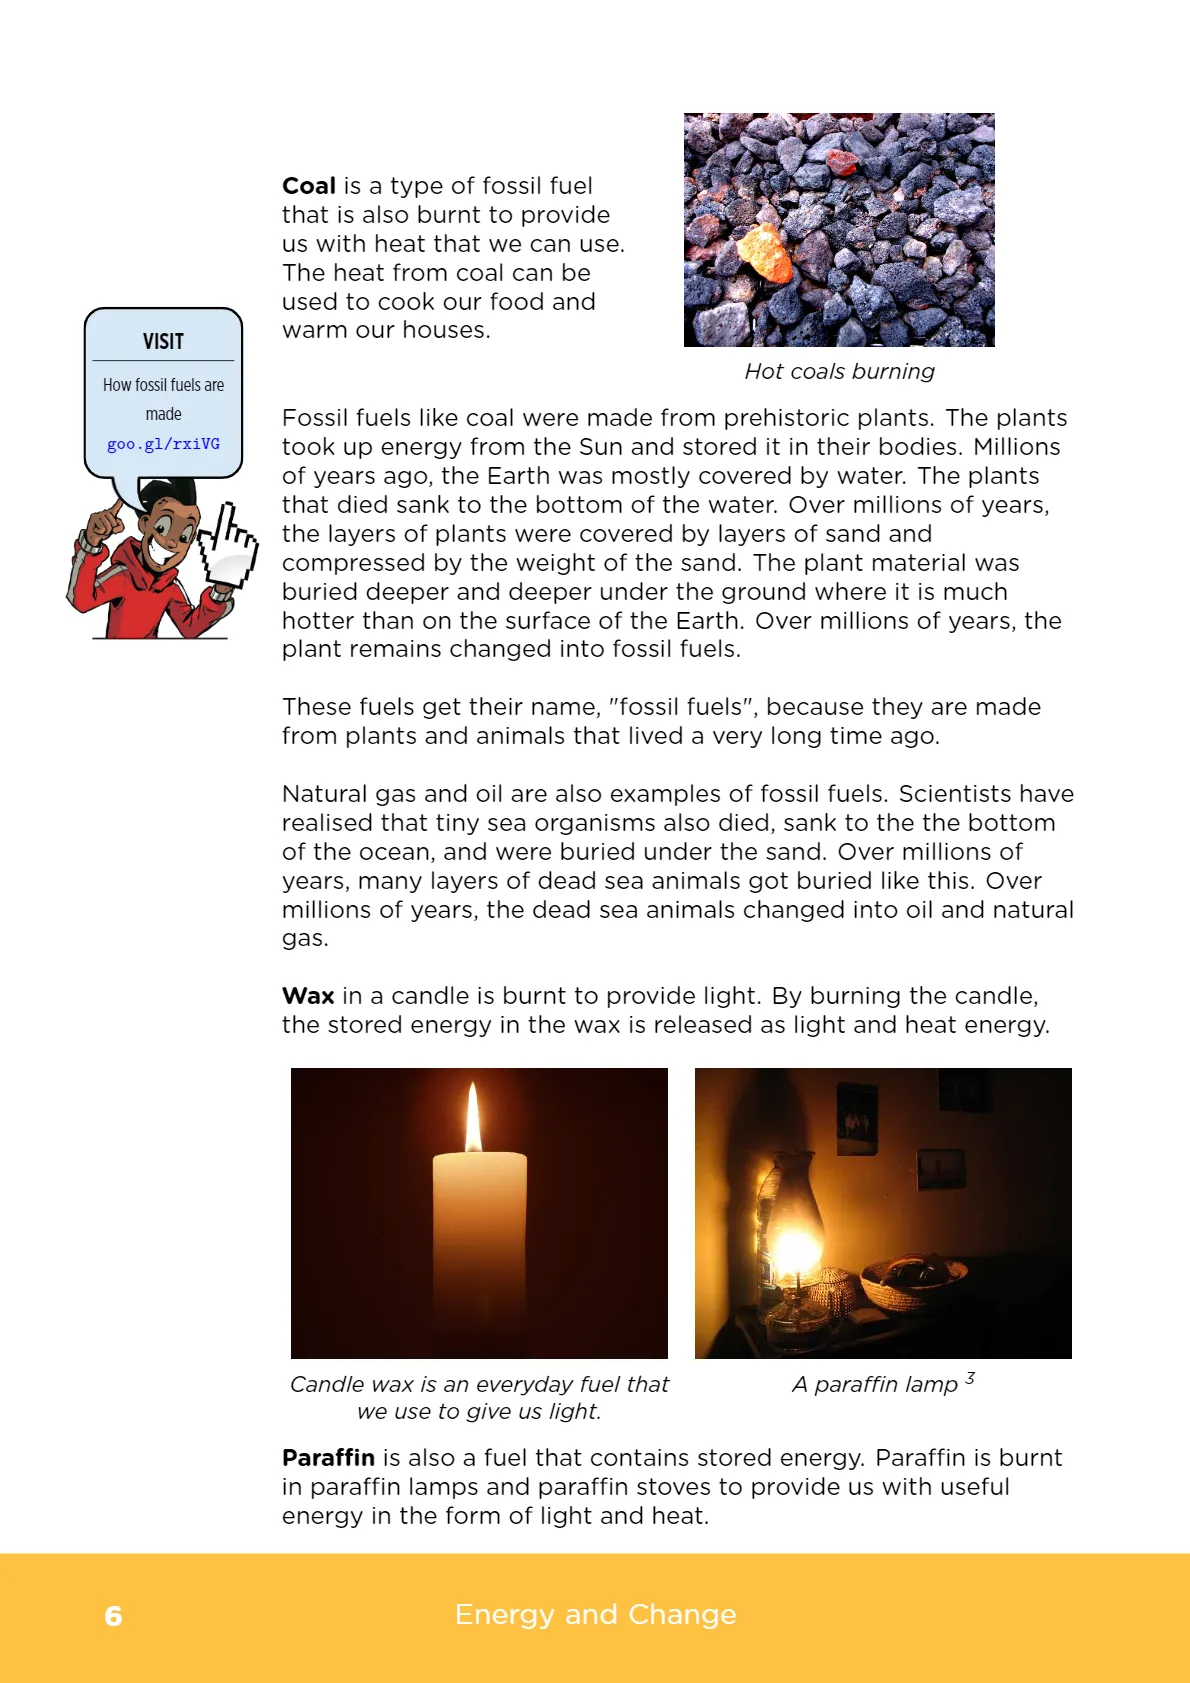 Coal is a type of fossil fuel
that is also burnt to provide
us with heat that we can use.
The heat from coal can be
used to cook our food and
warm our houses.
Hot coals burning
VISIT
How fossil fuels are
made
goo.gl/rxiVG
Fossil fuels like coal were made from prehistoric plants. The plants
took up energy from the Sun and stored it in their bodies. Millions
of years ago, the Earth was mostly covered by water. The plants
that died sank to the bottom of the water. Over millions of years,
the layers of plants were covered by layers of sand and
compressed by the weight of the sand. The plant material was
buried deeper and deeper under the ground where it is much
hotter than on the surface of the Earth. Over millions of years, the
plant remains changed into fossil fuels.
These fuels get their name, "fossil fuels", because they are made
from plants and animals that lived a very long time ago.
Natural gas and oil are also examples of fossil fuels. Scientists have
realised that tiny sea organisms also died, sank to the the bottom
of the ocean, and were buried under the sand. Over millions of
years, many layers of dead sea animals got buried like this. Over
millions of years, the dead sea animals changed into oil and natural
gas.
Wax in a candle is burnt to provide light. By burning the candle,
the stored energy in the wax is released as light and heat energy.
Candle wax is an everyday fuel that
we use to give us light.
A paraffin lamp 3
Paraffin is also a fuel that contains stored energy. Paraffin is burnt
in paraffin lamps and paraffin stoves to provide us with useful
energy in the form of light and heat.
6 Energy and Change